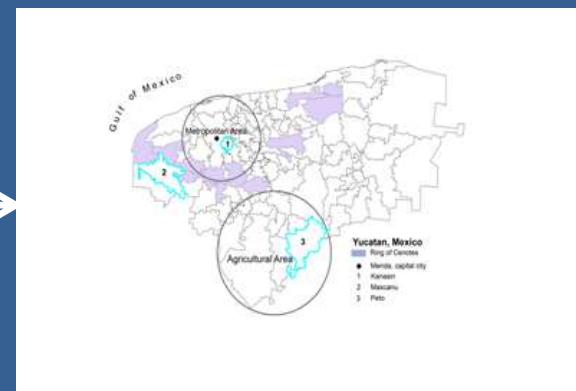 Gulf of Mexico
Metropolitan Area
1
2
3
Agricultural Area
Yucatan, Mexico
Ring of Cenotes
Merida, capital city
1 Kanasin
2 Maxcanu
3 Peto